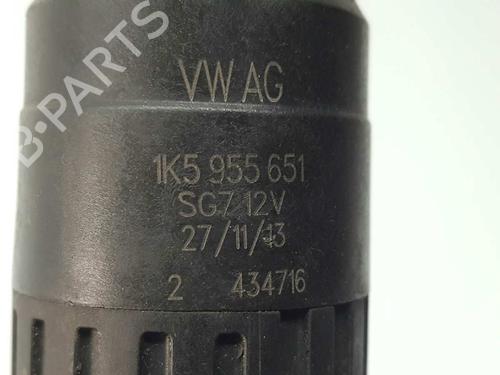 B-PARTS
VW AG
1K5 955 651
SG7 12V
27/11/13
2 434716